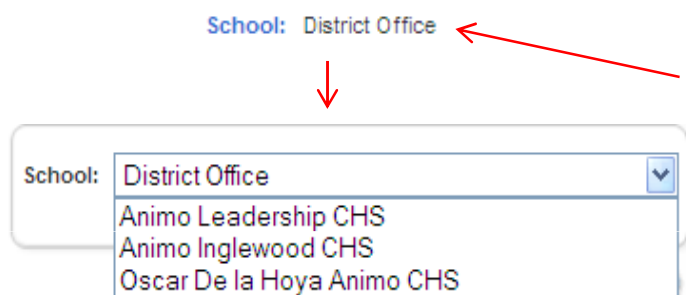 School: District Office
School: District Office
Animo Leadership CHS
Animo Inglewood CHS
Oscar De la Hoya Animo CHS